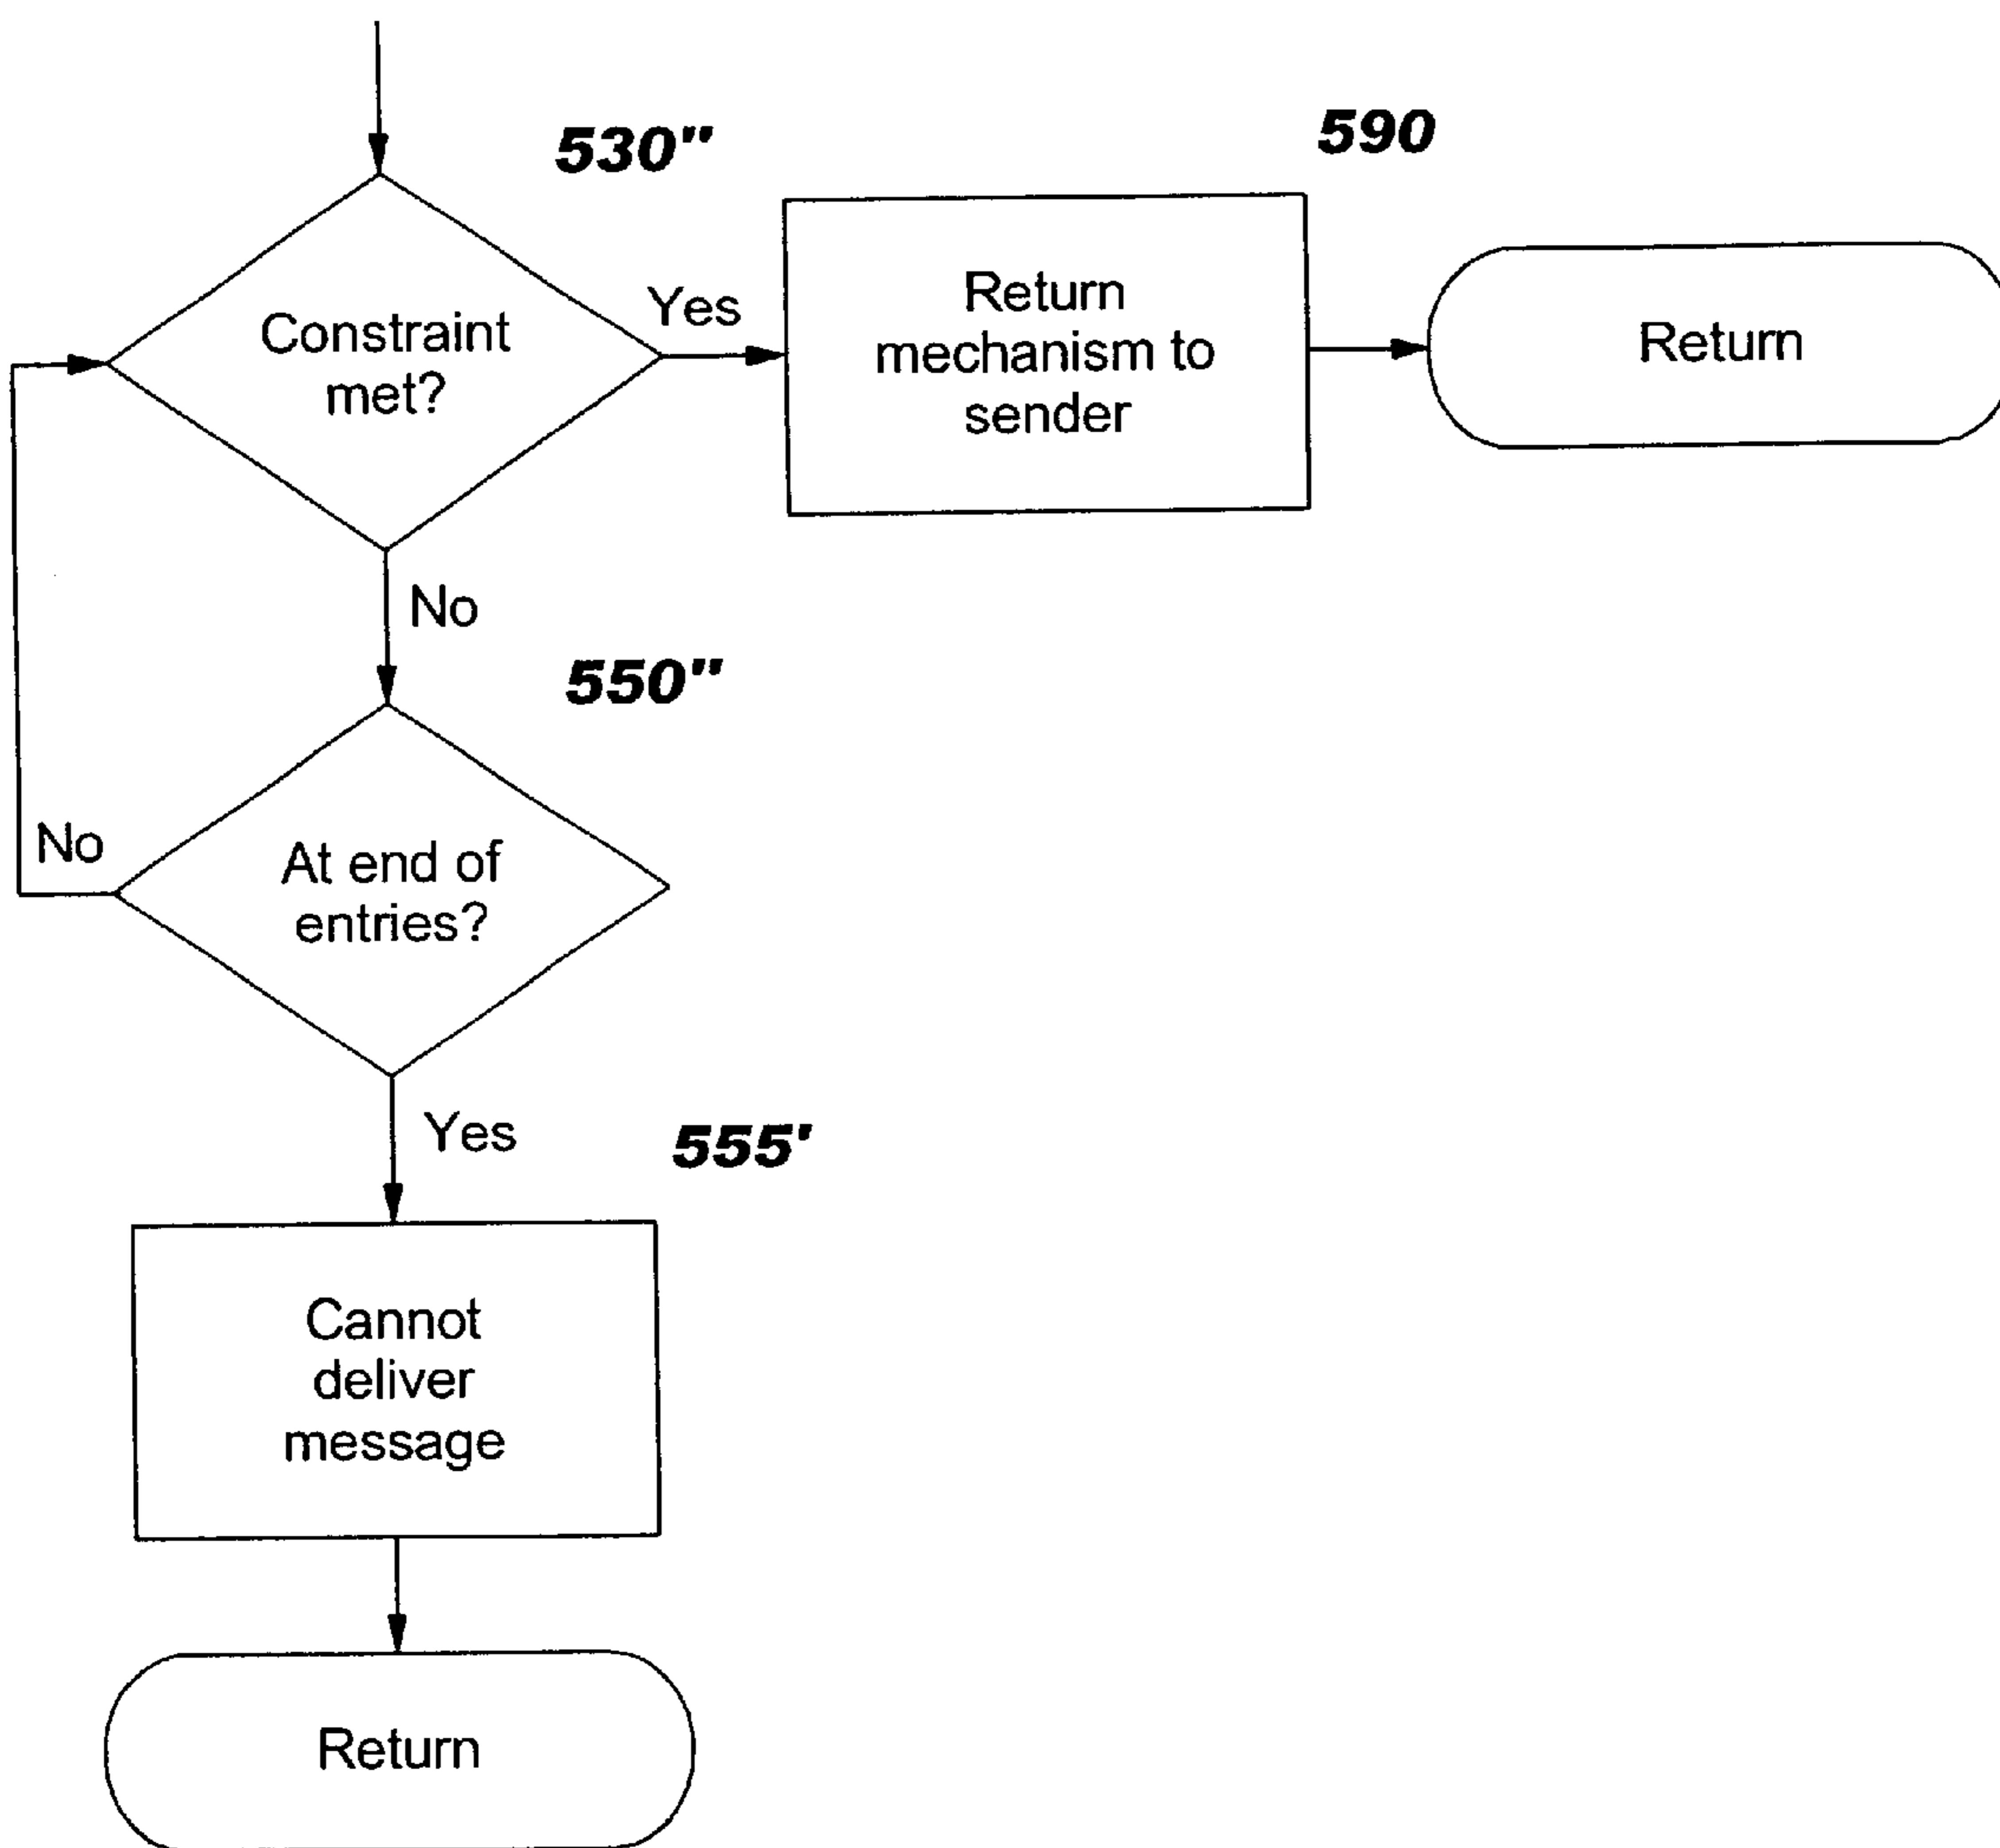 530"
590
Constraint
met?
Yes
Return
mechanism to
sender
Return
No
550"
No
At end of
entries?
Yes
555'
Cannot
deliver
message
Return